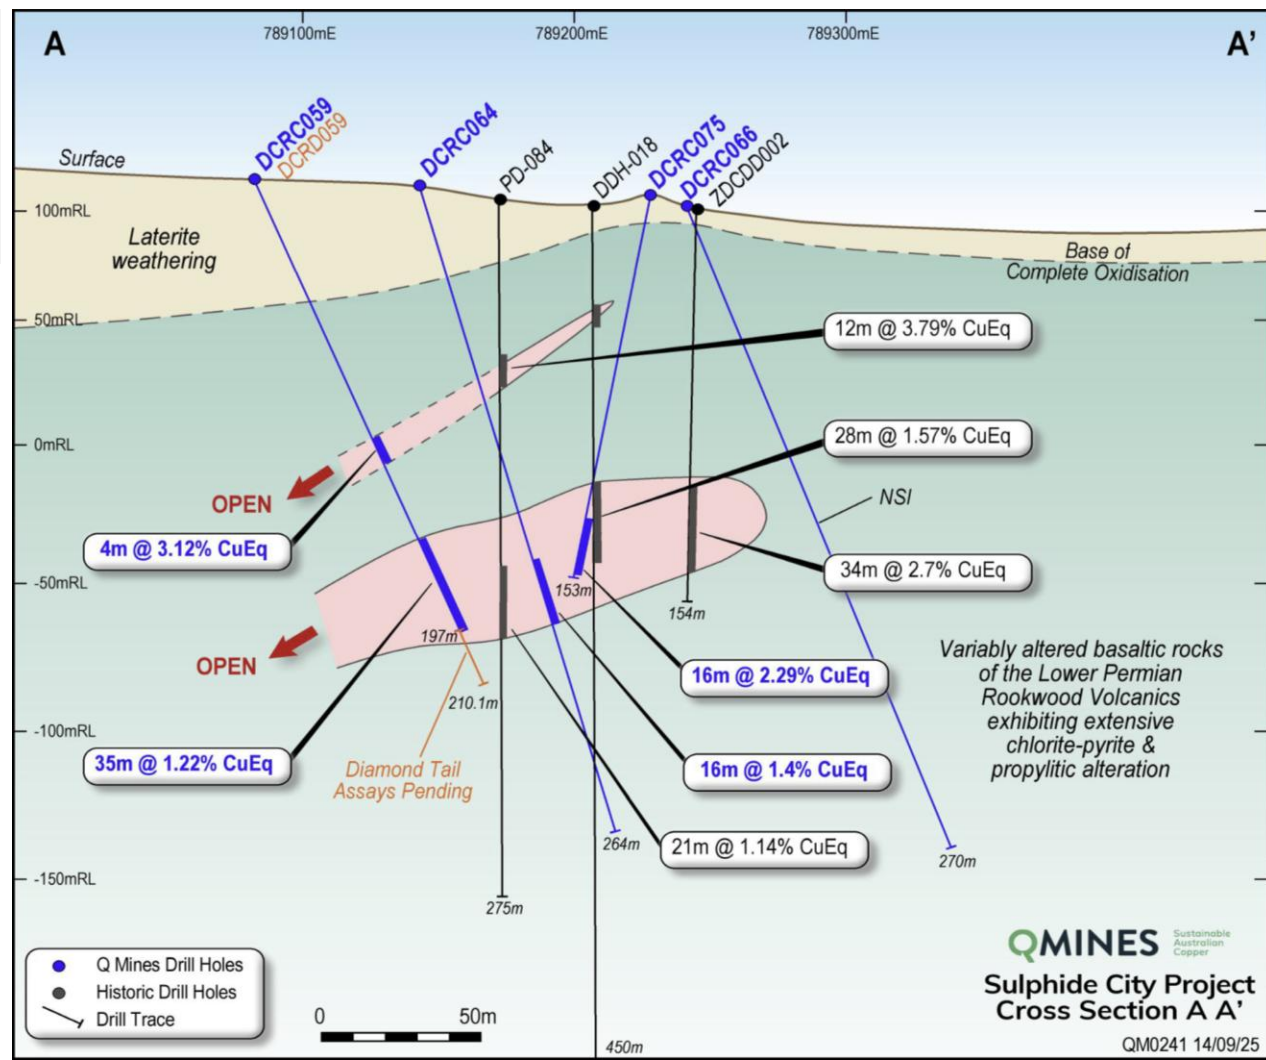 789100mE
789200mE
789300mE
A
A'
DCRC059
DCRD059
DCRC064
PD-084
DDH-018
DCRC075
DCRC066
ZDCDD002
Surface
100mRL
Laterite
weathering
Base of
Complete Oxidisation
50mRL
12m @ 3.79% CuEq
0mRL
28m @ 1.57% CuEq
OPEN
NSI
4m @ 3.12% CuEq
34m @ 2.7% CuEq
-50mRL
153m
154m
197m
OPEN
210.1m
16m @ 2.29% CuEq
Variably altered basaltic rocks
of the Lower Permian
Rookwood Volcanics
exhibiting extensive
chlorite-pyrite &
propylitic alteration
-100mRL
35m @ 1.22% CuEq
Diamond Tail
Assays Pending
16m @ 1.4% CuEq
264m
21m @ 1.14% CuEq
270m
-150mRL
275m
Q Mines Drill Holes
Historic Drill Holes
Drill Trace
0 50m
450m
QMINES
Sustainable
Australian
Copper
Sulphide City Project
Cross Section A A'
QM0241 14/09/25